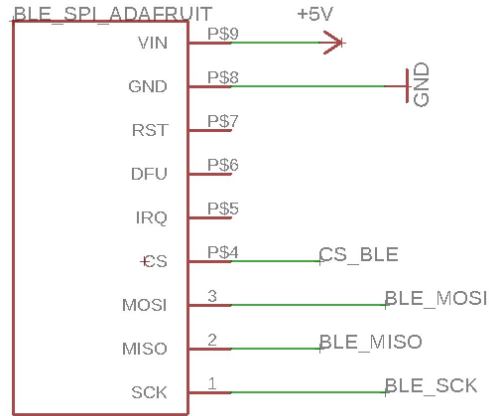 BLE_SPI_ADAFRUIT +5V
VIN P$9
GND P$8 GND
RST P$7
DFU P$6
IRQ P$5
CS P$4 CS_BLE
MOSI 3 BLE_MOSI
MISO 2 BLE_MISO
SCK 1 BLE_SCK